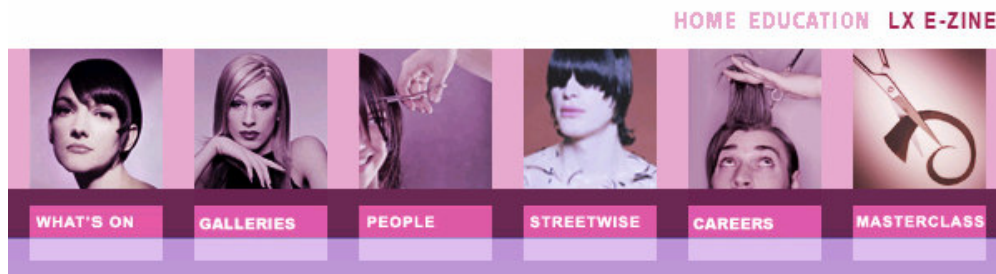 HOME EDUCATION LX E-ZINE
WHAT'S ON GALLERIES PEOPLE STREETWISE CAREERS MASTERCLASS